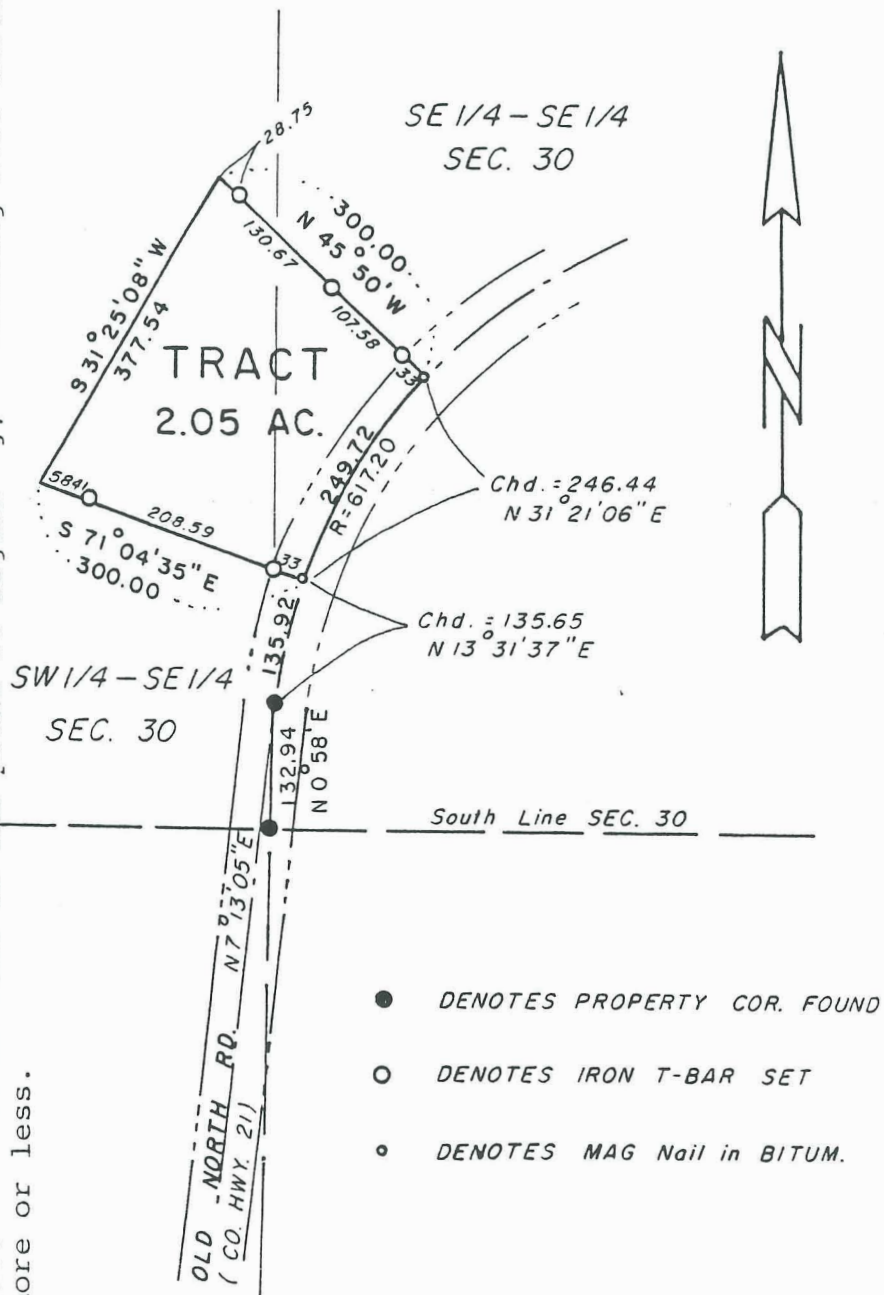 28.75
SE 1/4 - SE 1/4
SEC. 30
300.00
N 45° 50' W
130.67
107.58
33
S 31° 25' 08" W
377.54
TRACT
2.05 AC.
249.72
R=617.20
Chd.=246.44
N 31° 21' 06" E
5841
208.59
33
S 71° 04' 35" E
300.00
135.92
Chd.=135.65
N 13° 31' 37" E
SW 1/4 - SE 1/4
SEC. 30
132.94
N 0° 58' E
South Line SEC. 30
N 7° 13' 05" E
OLD NORTH RD.
( CO. HWY. 21)
N
DENOTES PROPERTY COR. FOUND
DENOTES IRON T-BAR SET
DENOTES MAG Nail in BITUM.
ore or less.